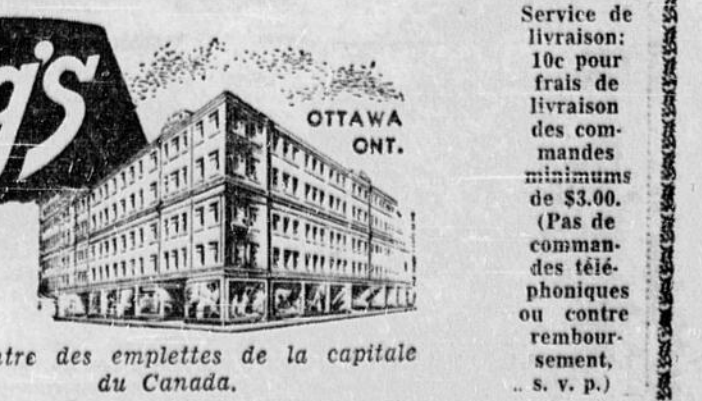 g's
OTTAWA
ONT.
ntre des emplettes de la capitale
du Canada.
Service de
livraison:
10c pour
frais de
livraison
des com-
mandes
minimums
de $3.00.
(Pas de
comman-
des télé-
phoniques
ou contre
rembour-
sement,
.. s. v. p.)